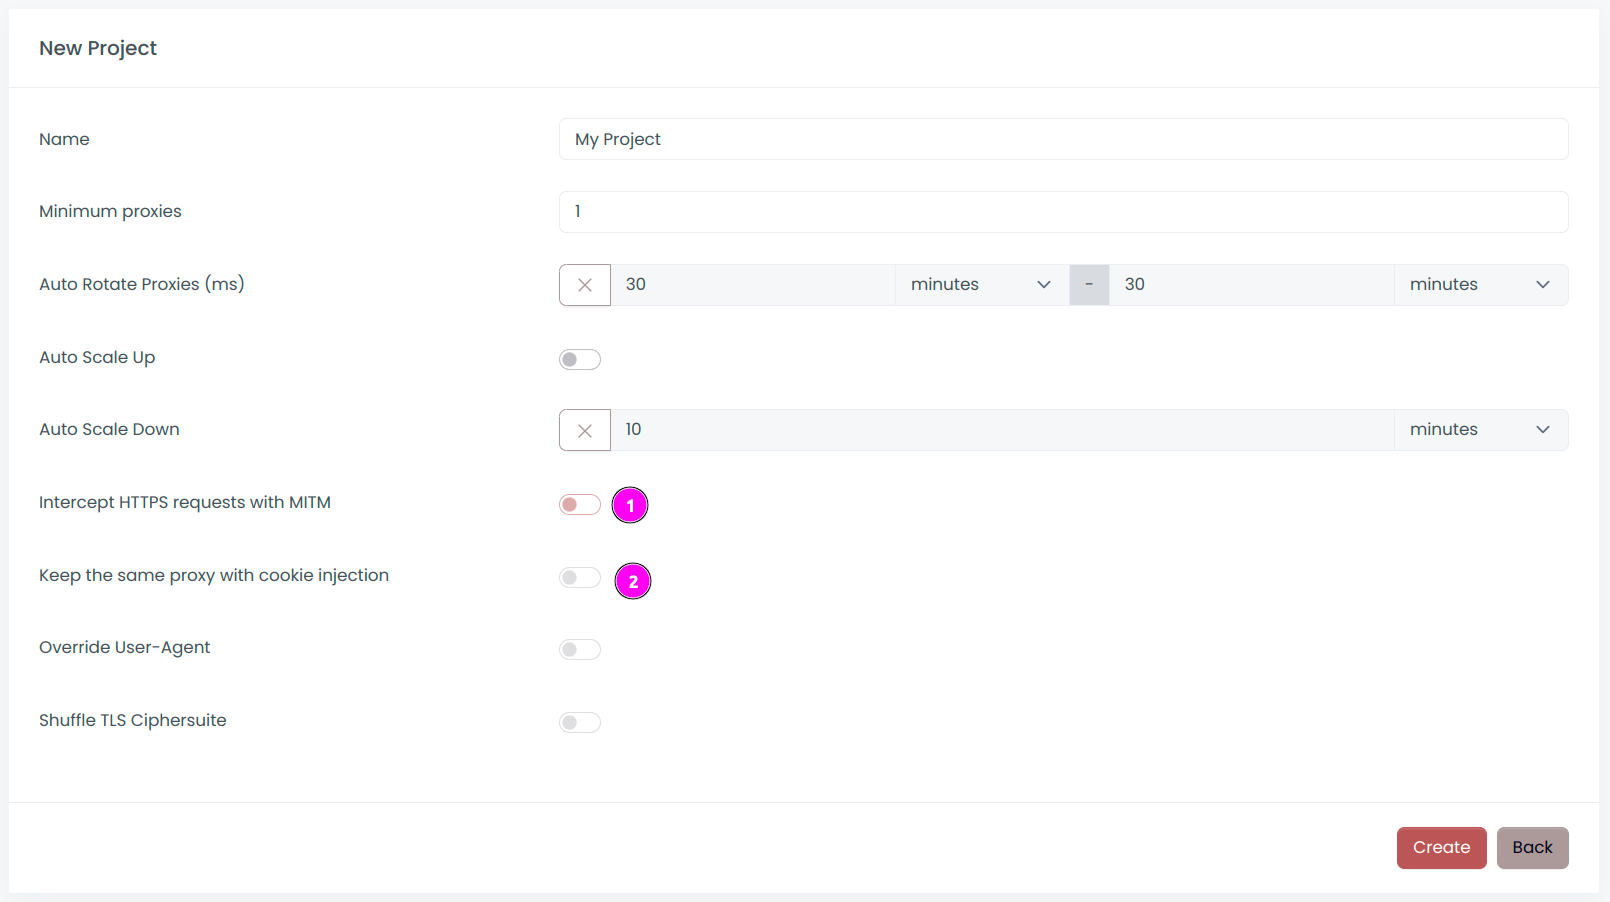 New Project
Name
My Project
Minimum proxies
1
Auto Rotate Proxies (ms)
30 minutes - 30 minutes
Auto Scale Up
Auto Scale Down
10 minutes
Intercept HTTPS requests with MITM
1
Keep the same proxy with cookie injection
2
Override User-Agent
Shuffle TLS Ciphersuite
Create
Back